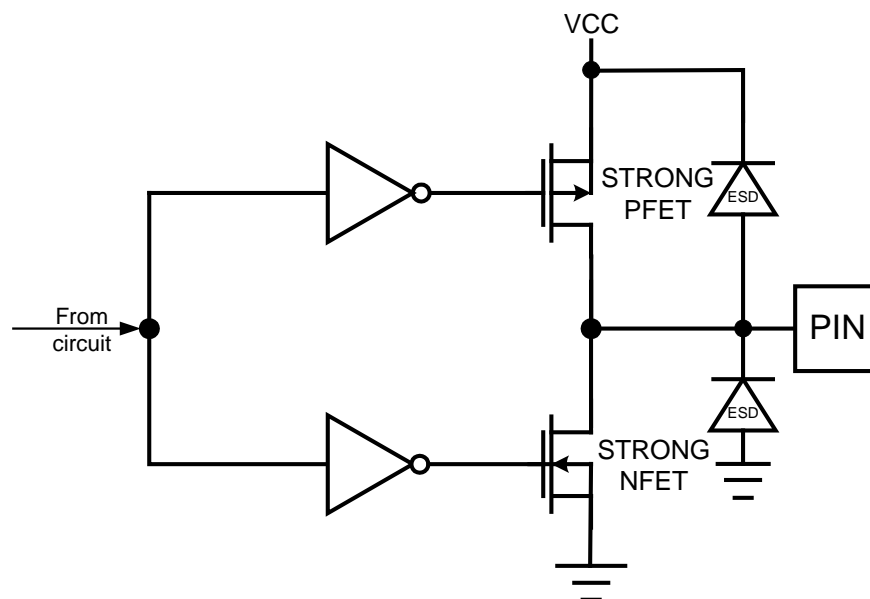 VCC
STRONG
PFET
ESD
From
circuit
PIN
ESD
STRONG
NFET